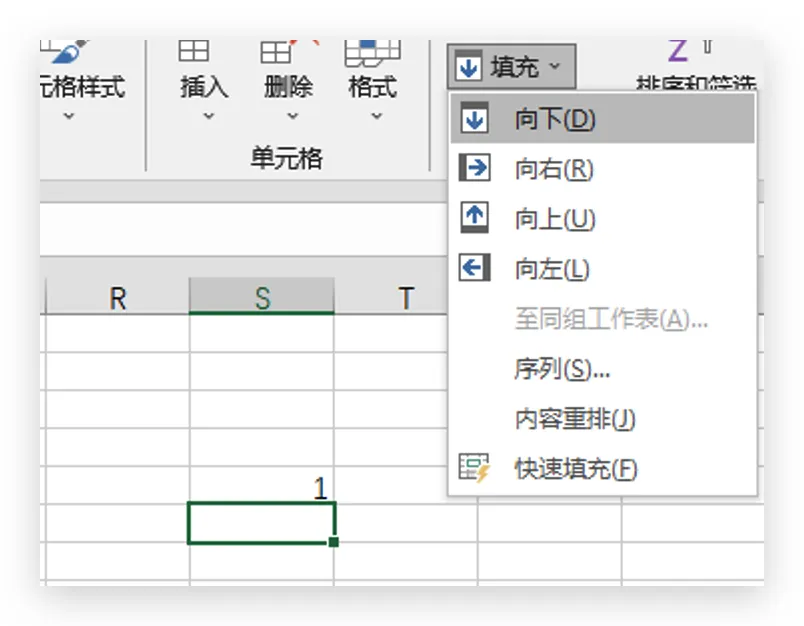 元格样式
插入
删除
格式
填充
排序和筛选
单元格
向下(D)
向右(R)
向上(U)
向左(L)
至同组工作表(A)...
序列(S)...
内容重排(J)
快速填充(F)
R
S
T
1